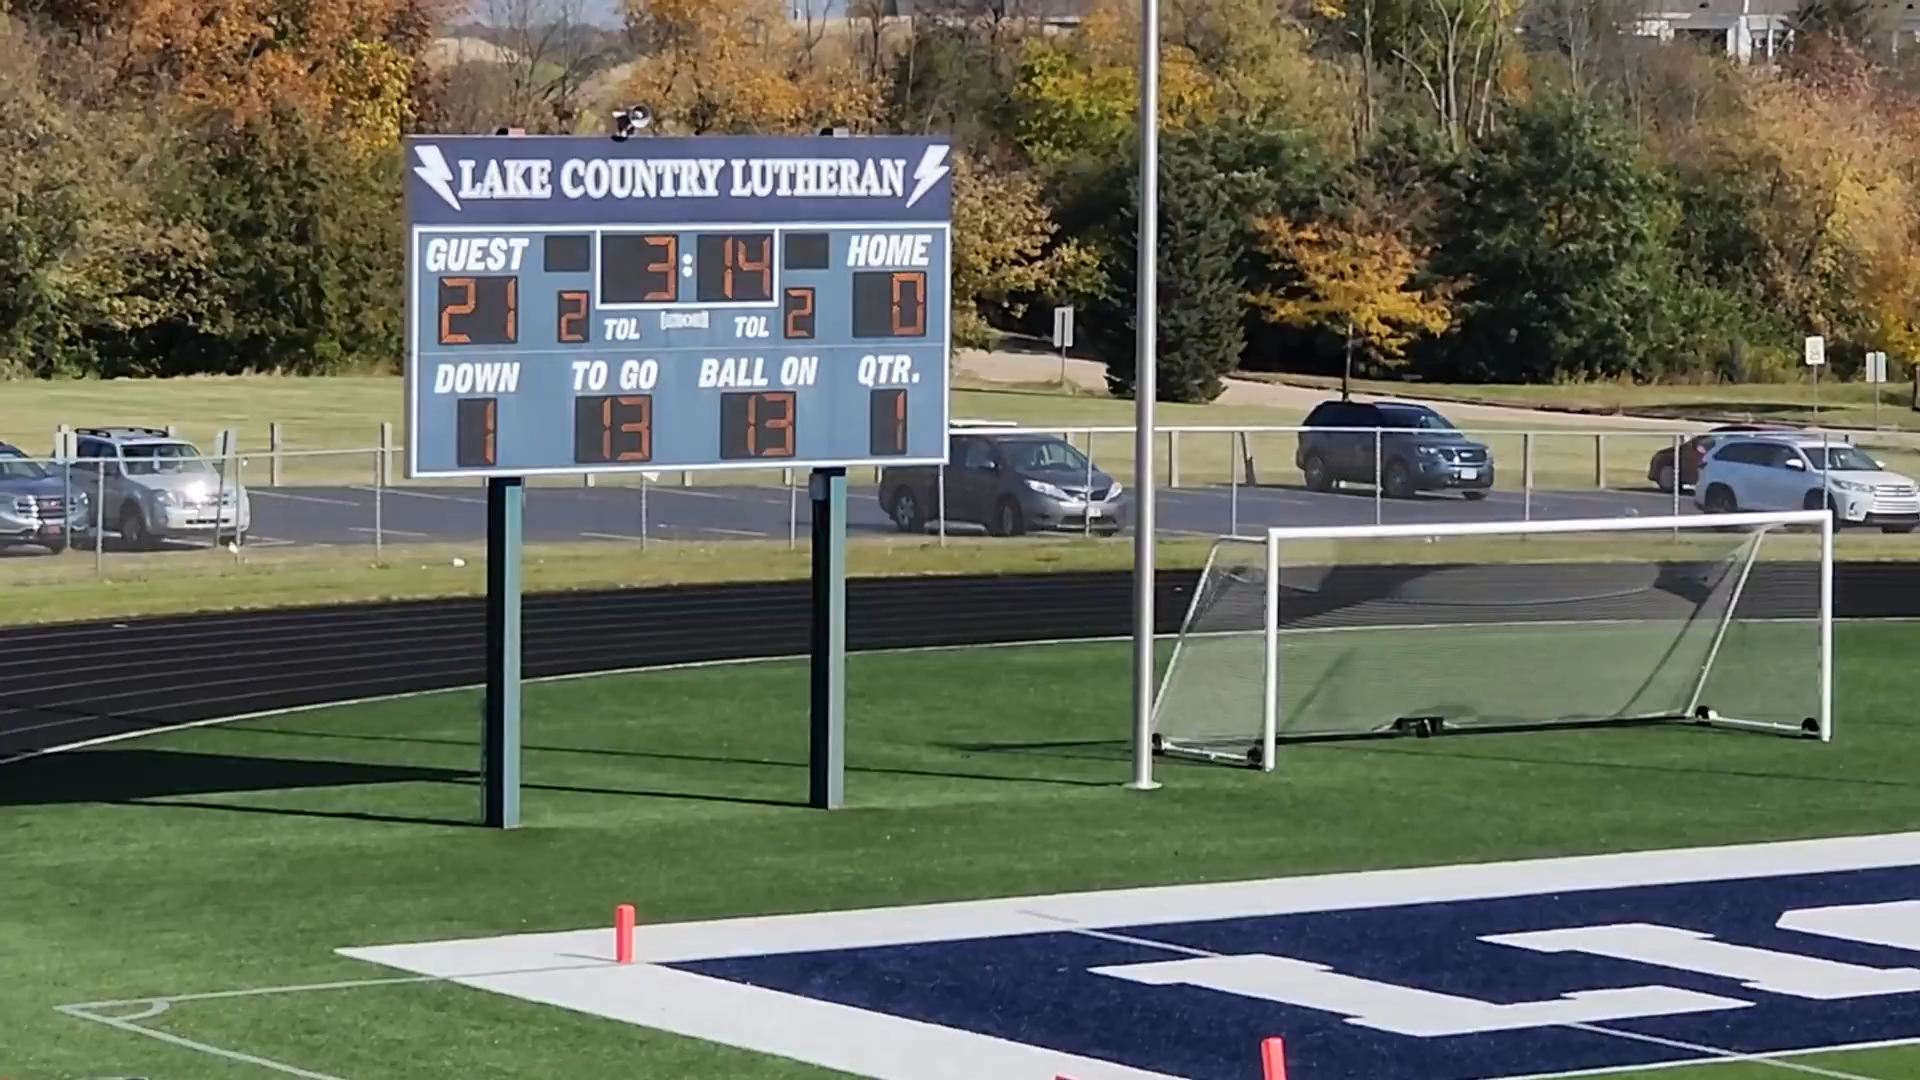 LAKE COUNTRY LUTHERAN
GUEST 3:14 HOME
21 2 TOL TOL 2 0
DOWN TO GO BALL ON QTR.
1 13 13 1